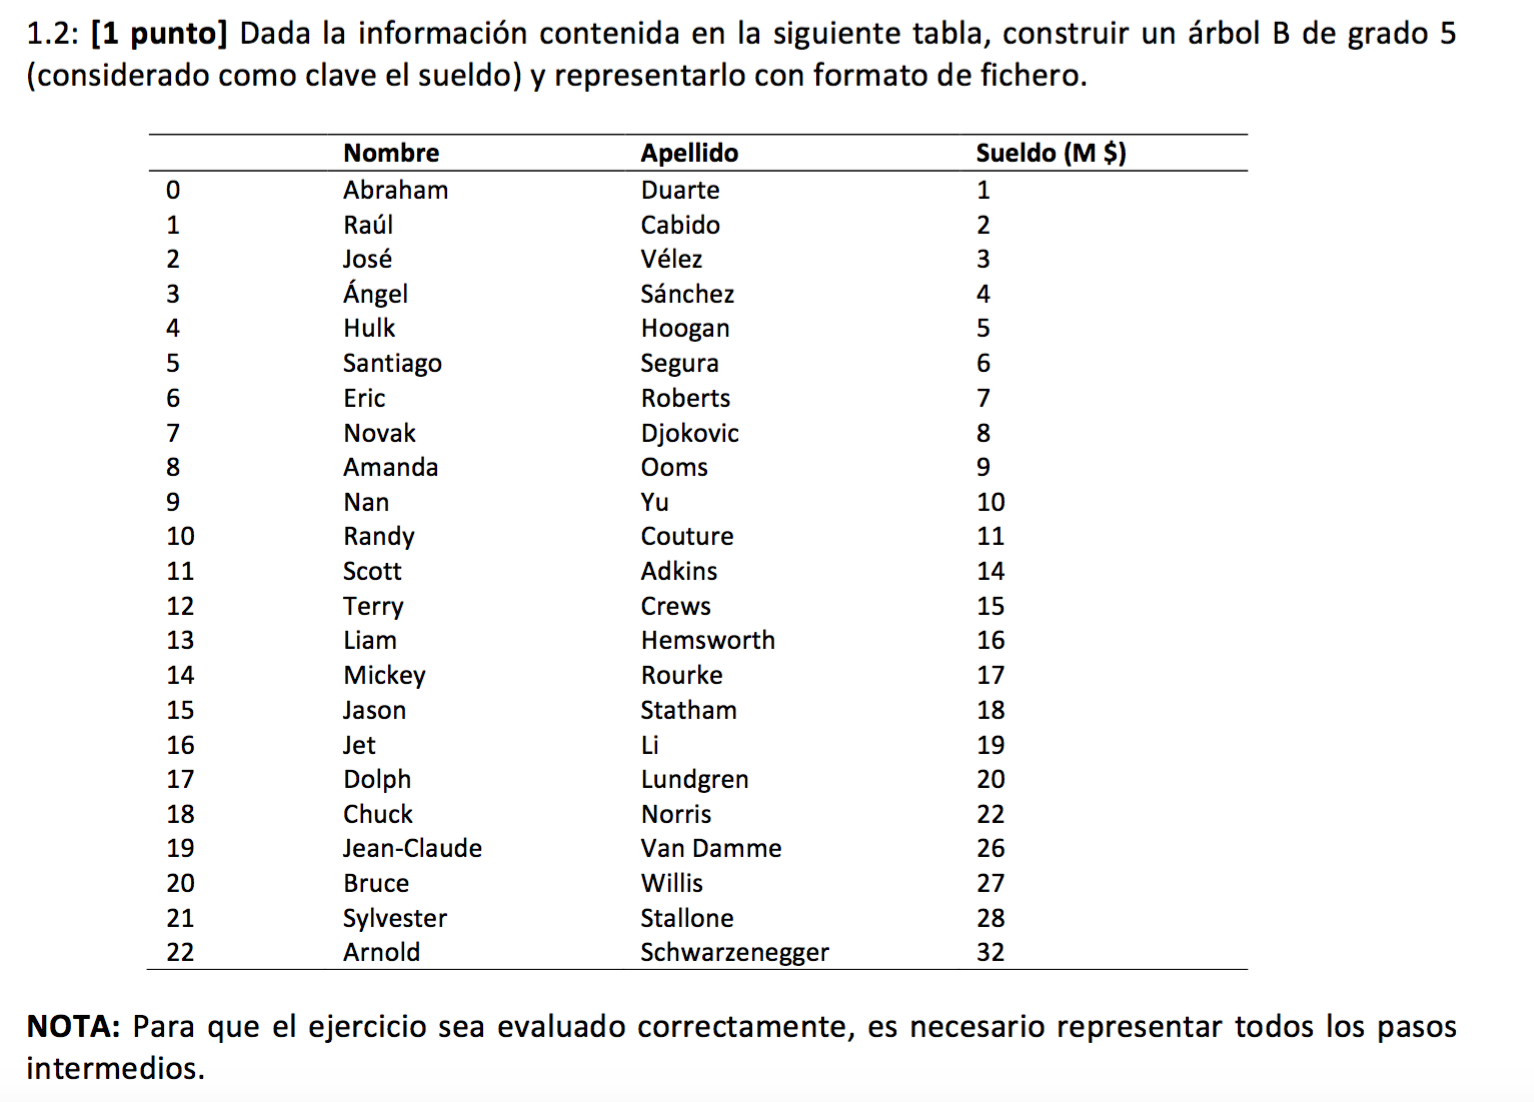 1.2: [1 punto] Dada la información contenida en la siguiente tabla, construir un árbol B de grado 5
(considerado como clave el sueldo) y representarlo con formato de fichero.
Nombre Apellido Sueldo (M $)
0 Abraham Duarte 1
1 Raúl Cabido 2
2 José Vélez 3
3 Ángel Sánchez 4
4 Hulk Hoogan 5
5 Santiago Segura 6
6 Eric Roberts 7
7 Novak Djokovic 8
8 Amanda Ooms 9
9 Nan Yu 10
10 Randy Couture 11
11 Scott Adkins 14
12 Terry Crews 15
13 Liam Hemsworth 16
14 Mickey Rourke 17
15 Jason Statham 18
16 Jet Li 19
17 Dolph Lundgren 20
18 Chuck Norris 22
19 Jean-Claude Van Damme 26
20 Bruce Willis 27
21 Sylvester Stallone 28
22 Arnold Schwarzenegger 32
NOTA: Para que el ejercicio sea evaluado correctamente, es necesario representar todos los pasos
intermedios.